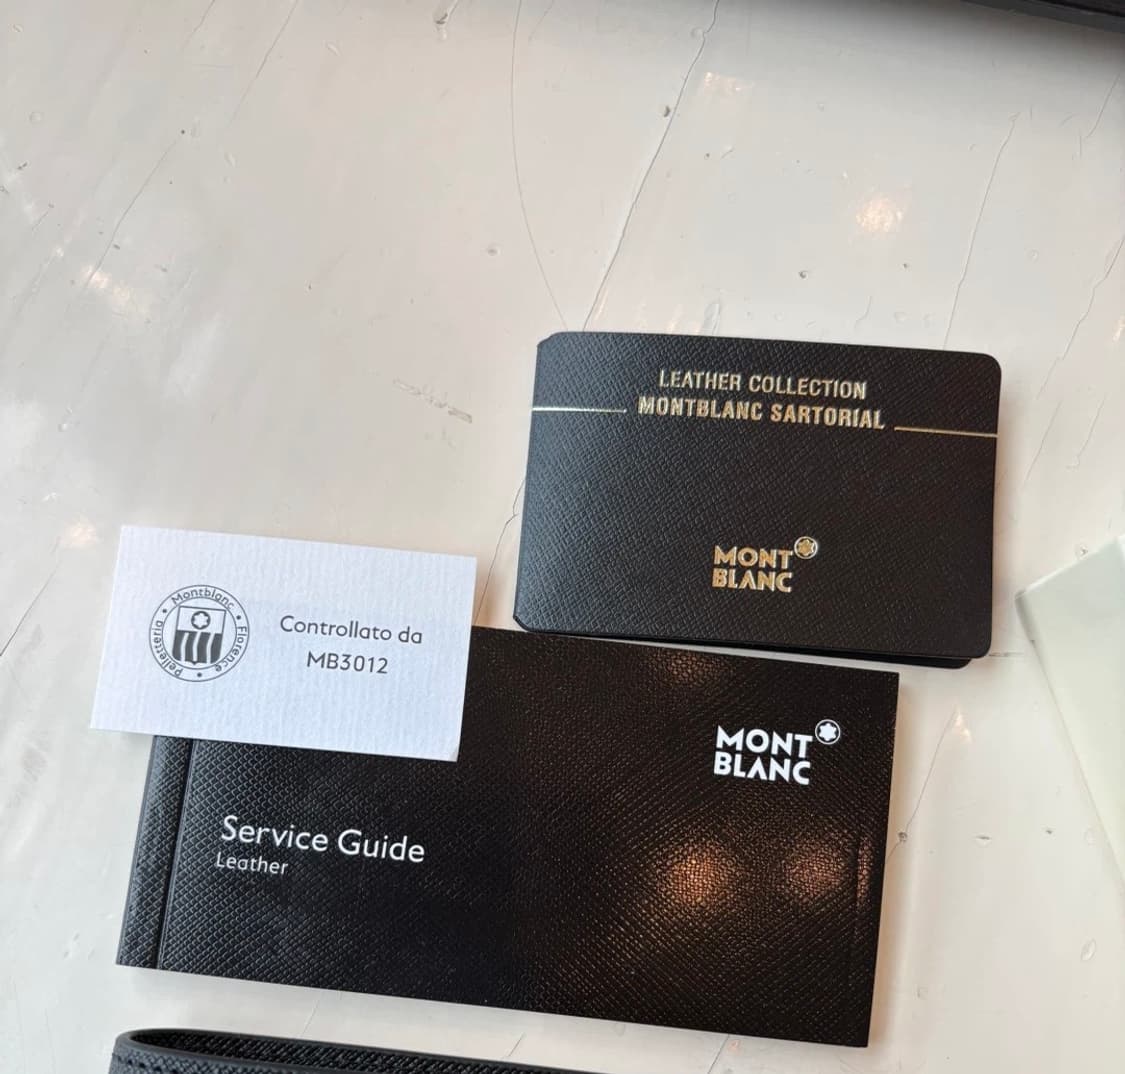 LEATHER COLLECTION
MONTBLANC SARTORIAL
MONT
BLANC
Montblanc
Florence
Pelletteria
Controllato da
MB3012
MONT
BLANC
Service Guide
Leather